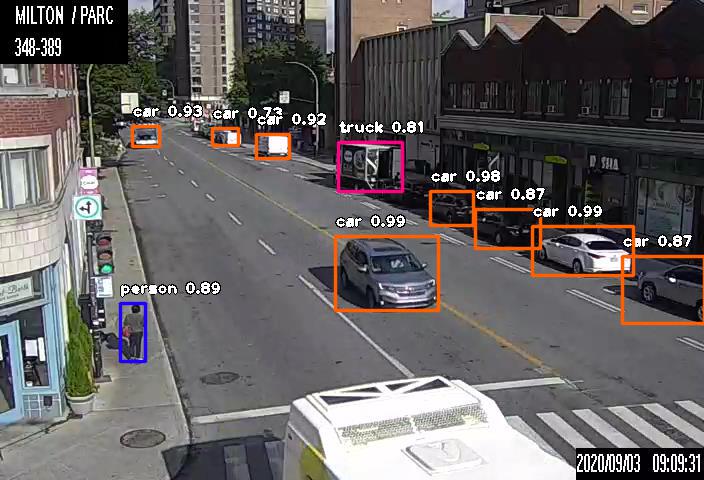 MILTON / PARC
348-389
car 0.93
car 0.73
car 0.92
truck 0.81
car 0.98
car 0.87
car 0.99
car 0.99
car 0.87
person 0.89
2020/09/03 09:09:31